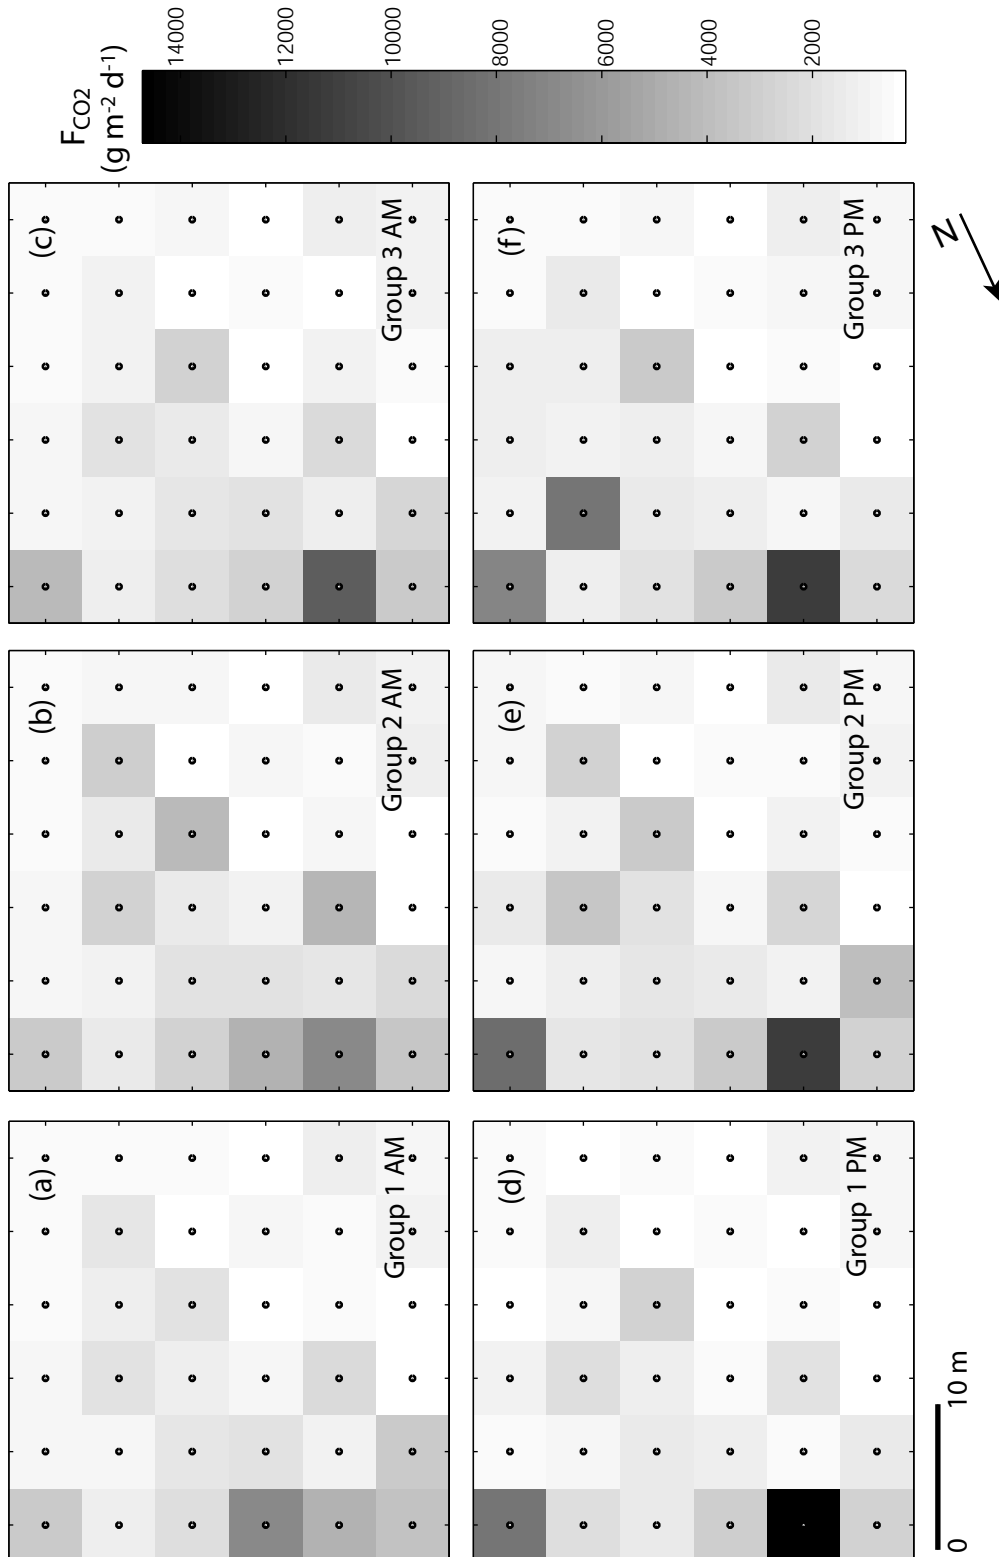 (a)
Group 1 AM
(b)
Group 2 AM
(c)
Group 3 AM
(d)
Group 1 PM
(e)
Group 2 PM
(f)
Group 3 PM
F_CO2
(g m⁻² d⁻¹)
14000
12000
10000
8000
6000
4000
2000
N
0 10 m